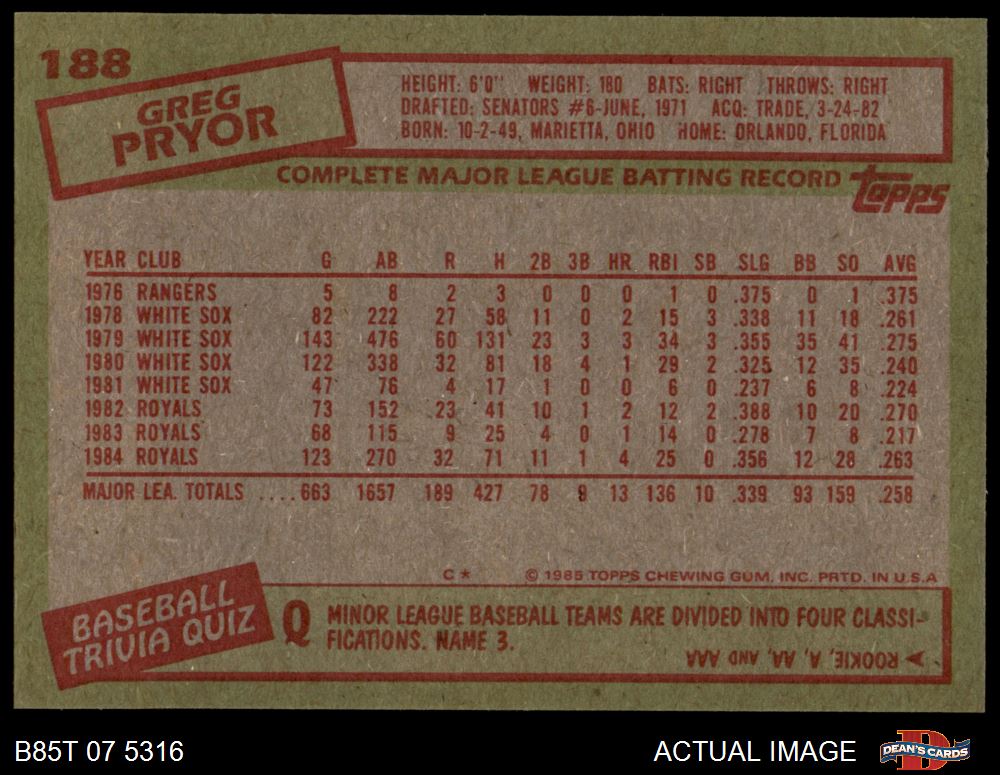 188
GREG
PRYOR
HEIGHT: 6'0" WEIGHT: 180 BATS: RIGHT THROWS: RIGHT
DRAFTED: SENATORS #6-JUNE, 1971 ACQ: TRADE, 3-24-82
BORN: 10-2-49, MARIETTA, OHIO HOME: ORLANDO, FLORIDA
COMPLETE MAJOR LEAGUE BATTING RECORD topps
YEAR CLUB G AB R H 2B 3B HR RBI SB SLG BB SO AVG
1976 RANGERS 5 8 2 3 0 0 0 1 0 .375 0 1 .375
1978 WHITE SOX 82 222 27 58 11 0 2 15 3 .338 11 18 .261
1979 WHITE SOX 143 476 60 131 23 3 3 34 3 .355 35 41 .275
1980 WHITE SOX 122 338 32 81 18 4 1 29 2 .325 12 35 .240
1981 WHITE SOX 47 76 4 17 1 0 0 6 0 .237 6 8 .224
1982 ROYALS 73 152 23 41 10 1 2 12 2 .388 10 20 .270
1983 ROYALS 68 115 9 25 4 0 1 14 0 .278 7 8 .217
1984 ROYALS 123 270 32 71 11 1 4 25 0 .356 12 28 .263
MAJOR LEA. TOTALS ....663 1657 189 427 78 9 13 136 10 .339 93 159 .258
C * © 1985 TOPPS CHEWING GUM, INC. PRTD. IN U.S.A
BASEBALL
TRIVIA QUIZ
Q MINOR LEAGUE BASEBALL TEAMS ARE DIVIDED INTO FOUR CLASSI-
FICATIONS. NAME 3.
A ROOKIE, A, AA, AND AAA
B85T 07 5316 ACTUAL IMAGE D DEAN'S CARDS